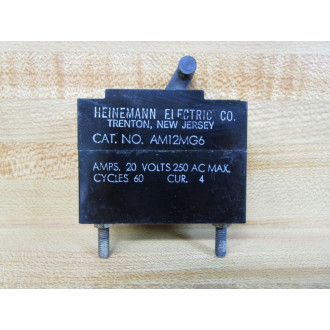 HEINEMANN ELECTRIC CO.
TRENTON, NEW JERSEY
CAT. NO. AM12MG6
AMPS. 20 VOLTS 250 AC MAX.
CYCLES 60 CUR. 4